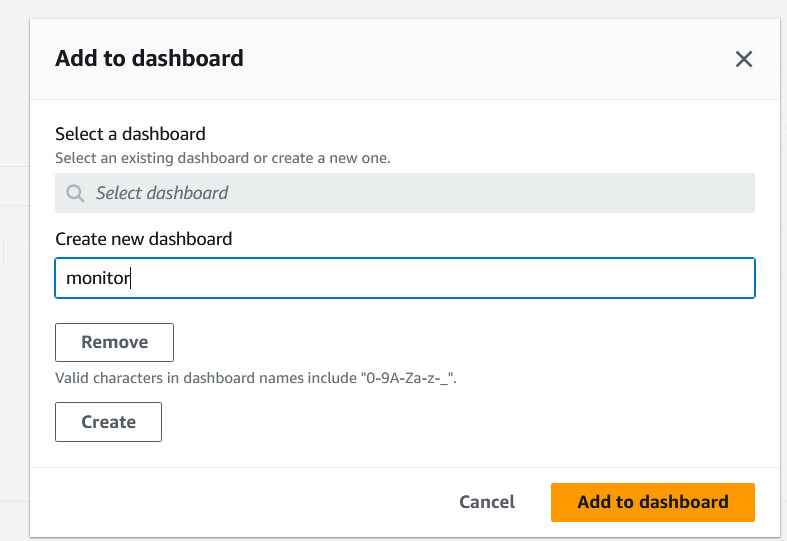 Add to dashboard
Select a dashboard
Select an existing dashboard or create a new one.
Select dashboard
Create new dashboard
monitor
Remove
Valid characters in dashboard names include "0-9A-Za-z-_".
Create
Cancel
Add to dashboard